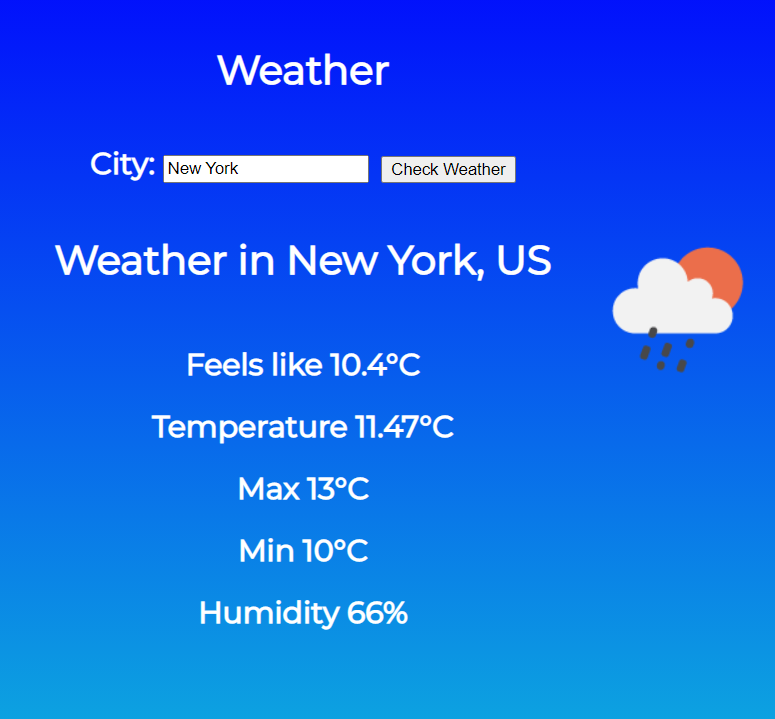 Weather
City: New York Check Weather
Weather in New York, US
Feels like 10.4°C
Temperature 11.47°C
Max 13°C
Min 10°C
Humidity 66%